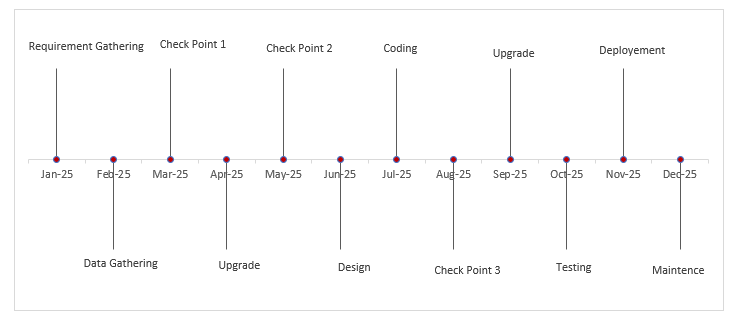 Requirement Gathering
Check Point 1
Check Point 2
Coding
Upgrade
Deployement
Jan-25
Feb-25
Mar-25
Apr-25
May-25
Jun-25
Jul-25
Aug-25
Sep-25
Oct-25
Nov-25
Dec-25
Data Gathering
Upgrade
Design
Check Point 3
Testing
Maintence